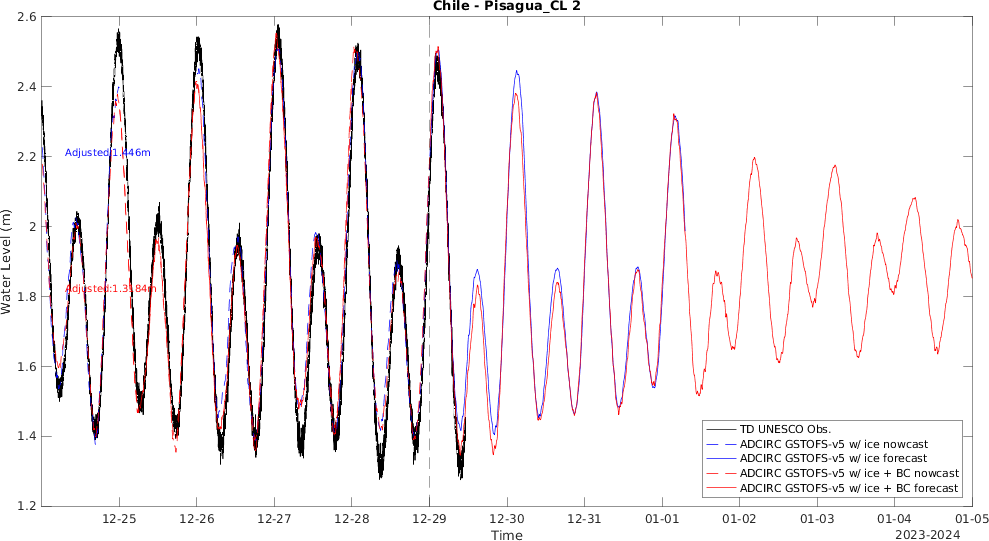 Chile - Pisagua_CL 2
2.6
2.4
2.2
2
1.8
1.6
1.4
1.2
Water Level (m)
Adjusted:1.446m
Adjusted:1.3184m
TD UNESCO Obs.
ADCIRC GSTOFS-v5 w/ ice nowcast
ADCIRC GSTOFS-v5 w/ ice forecast
ADCIRC GSTOFS-v5 w/ ice + BC nowcast
ADCIRC GSTOFS-v5 w/ ice + BC forecast
12-25 12-26 12-27 12-28 12-29 12-30 12-31 01-01 01-02 01-03 01-04 01-05
Time
2023-2024